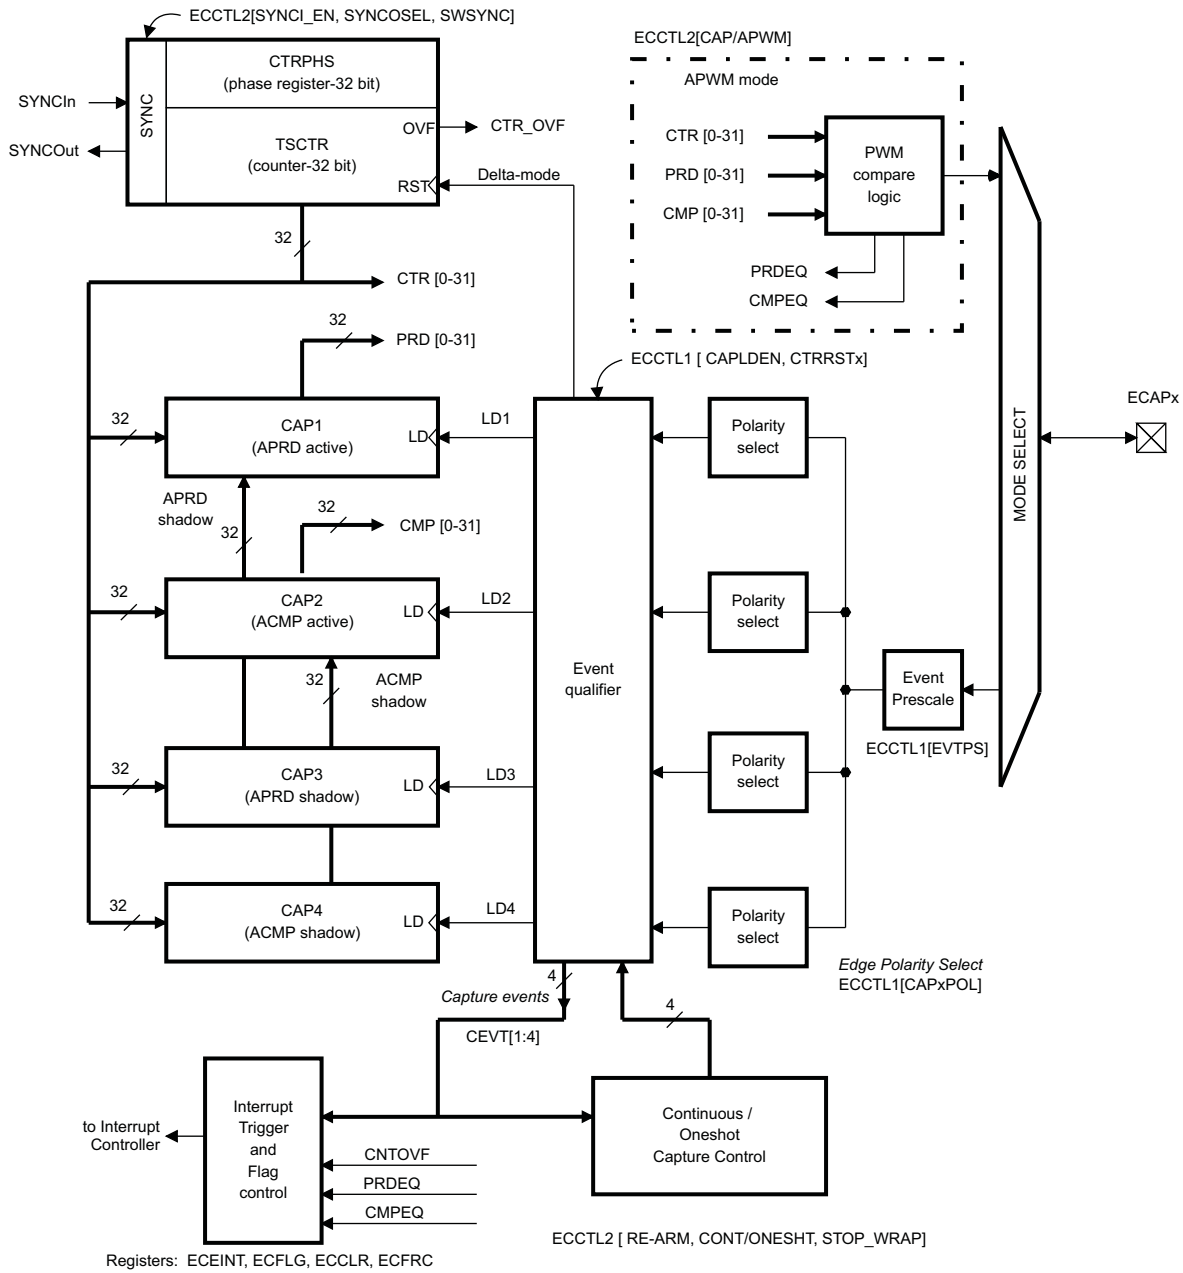 ECCTL2[SYNCI_EN, SYNCOSEL, SWSYNC]
ECCTL2[CAP/APWM]
CTRPHS
(phase register-32 bit)
APWM mode
SYNCIn
SYNC
OVF
CTR_OVF
SYNCOut
TSCTR
(counter-32 bit)
RST
Delta-mode
CTR [0-31]
PRD [0-31]
CMP [0-31]
PWM
compare
logic
PRDEQ
CMPEQ
32
CTR [0-31]
32
PRD [0-31]
ECCTL1 [ CAPLDEN, CTRRSTx]
32
CAP1
(APRD active)
LD
LD1
Polarity
select
MODE SELECT
ECAPx
APRD
shadow
32
32
CMP [0-31]
32
CAP2
(ACMP active)
LD
LD2
Polarity
select
Event
qualifier
32
ACMP
shadow
Event
Prescale
ECCTL1[EVTPS]
32
CAP3
(APRD shadow)
LD
LD3
Polarity
select
32
CAP4
(ACMP shadow)
LD
LD4
Polarity
select
Edge Polarity Select
ECCTL1[CAPxPOL]
4
Capture events
CEVT[1:4]
4
to Interrupt
Controller
Interrupt
Trigger
and
Flag
control
CNTOVF
PRDEQ
CMPEQ
Continuous /
Oneshot
Capture Control
ECCTL2 [ RE-ARM, CONT/ONESHT, STOP_WRAP]
Registers: ECEINT, ECFLG, ECCLR, ECFRC